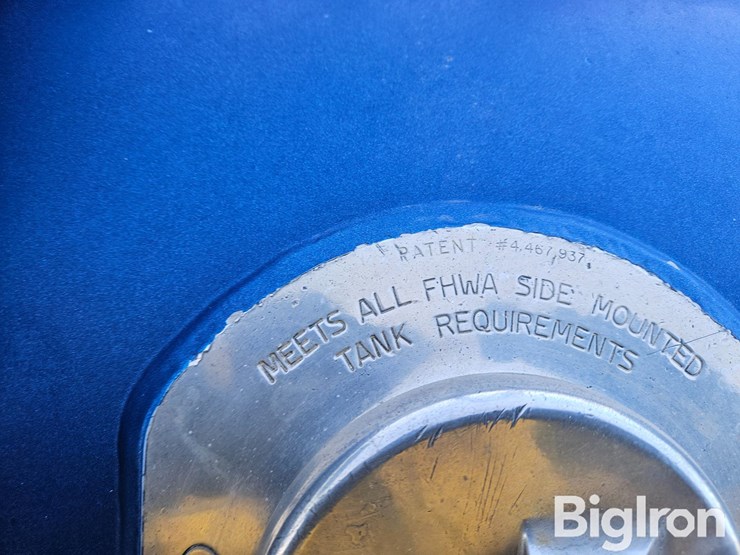 PATENT #4,467,937
MEETS ALL FHWA SIDE MOUNTED
TANK REQUIREMENTS
BigIron